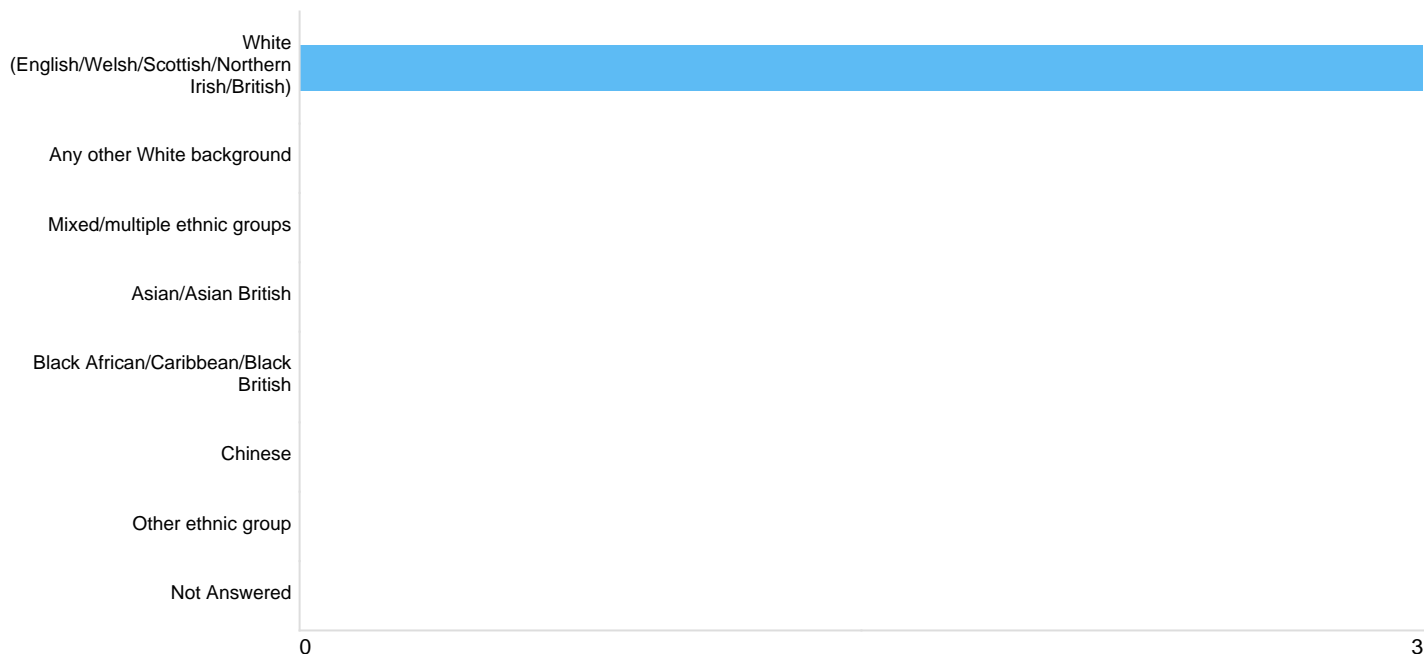 White
(English/Welsh/Scottish/Northern
Irish/British)
Any other White background
Mixed/multiple ethnic groups
Asian/Asian British
Black African/Caribbean/Black
British
Chinese
Other ethnic group
Not Answered
0
3